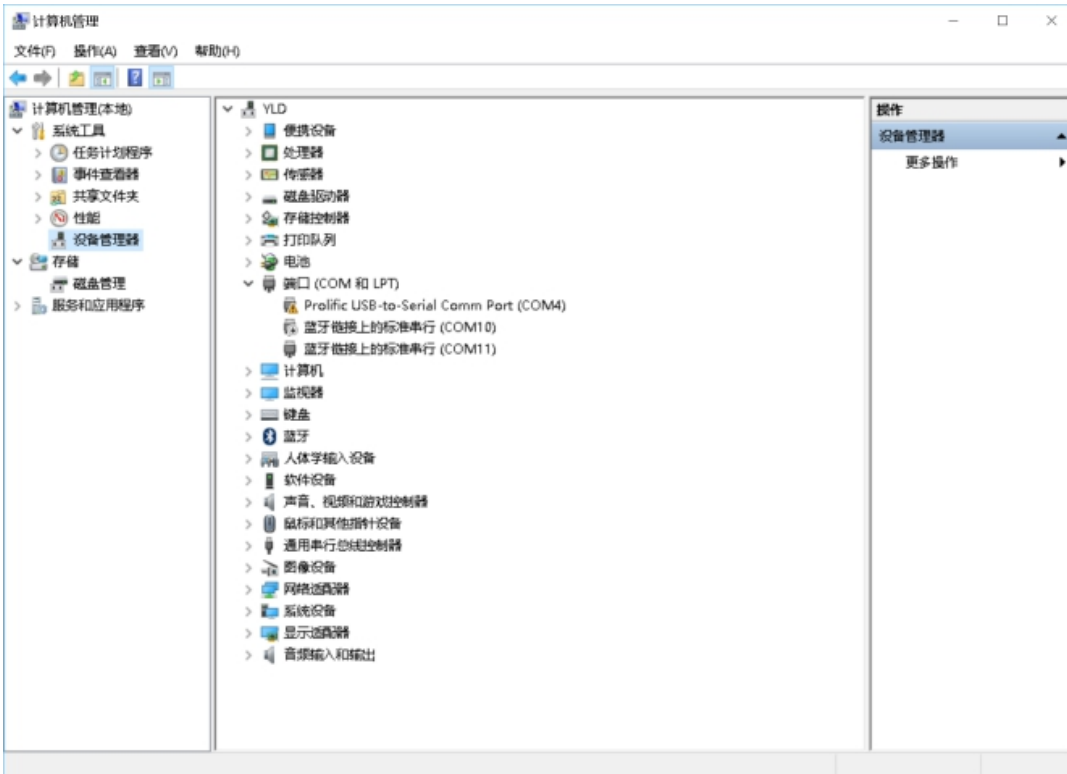 计算机管理
文件(F) 操作(A) 查看(V) 帮助(H)
计算机管理(本地)
系统工具
任务计划程序
事件查看器
共享文件夹
性能
设备管理器
存储
磁盘管理
服务和应用程序
YLD
便携设备
处理器
传感器
磁盘驱动器
存储控制器
打印队列
电池
端口 (COM 和 LPT)
Prolific USB-to-Serial Comm Port (COM4)
蓝牙链接上的标准串行 (COM10)
蓝牙链接上的标准串行 (COM11)
计算机
监视器
键盘
蓝牙
人体学输入设备
软件设备
声音、视频和游戏控制器
鼠标和其他指针设备
通用串行总线控制器
图像设备
网络适配器
系统设备
显示适配器
音频输入和输出
操作
设备管理器
更多操作